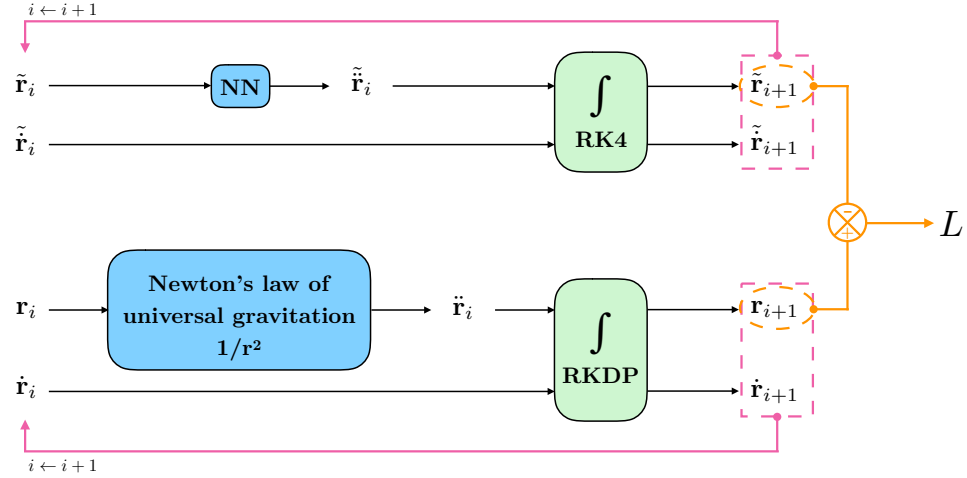 i ← i + 1
r̃ᵢ NN r̃̈ᵢ ∫ r̃ᵢ₊₁
RK4
r̃̇ᵢ r̃̇ᵢ₊₁
-
+
L
Newton's law of
universal gravitation
1/r²
rᵢ r̈ᵢ ∫ rᵢ₊₁
RKDP
ṙᵢ ṙᵢ₊₁
i ← i + 1